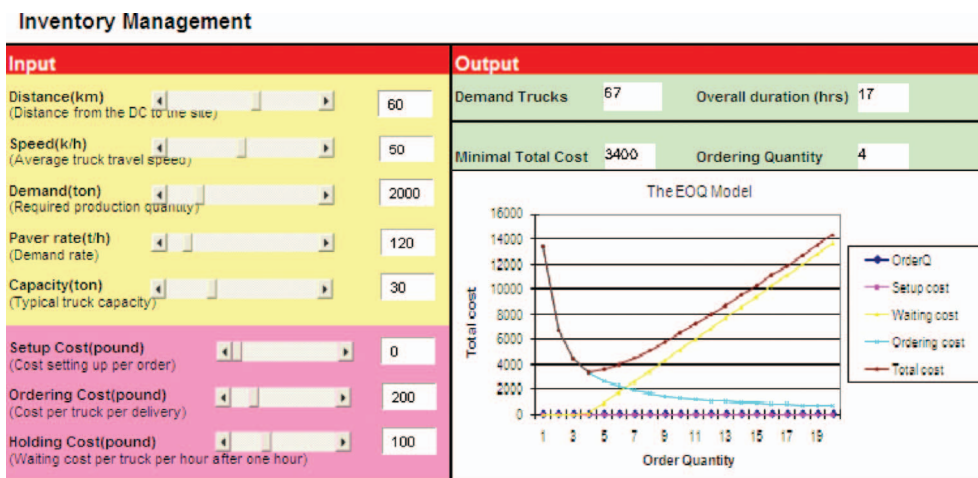 Inventory Management
Input
Distance(km)
(Distance from the DC to the site)
60
Speed(k/h)
(Average truck travel speed)
50
Demand(ton)
(Required production quantity)
2000
Paver rate(t/h)
(Demand rate)
120
Capacity(ton)
(Typical truck capacity)
30
Setup Cost(pound)
(Cost setting up per order)
0
Ordering Cost(pound)
(Cost per truck per delivery)
200
Holding Cost(pound)
(Waiting cost per truck per hour after one hour)
100
Output
Demand Trucks 67 Overall duration (hrs) 17
Minimal Total Cost 3400 Ordering Quantity 4
The EOQ Model
Total cost
16000
14000
12000
10000
8000
6000
4000
2000
0
1 3 5 7 9 11 13 15 17 19
Order Quantity
OrderQ
Setup cost
Waiting cost
Ordering cost
Total cost